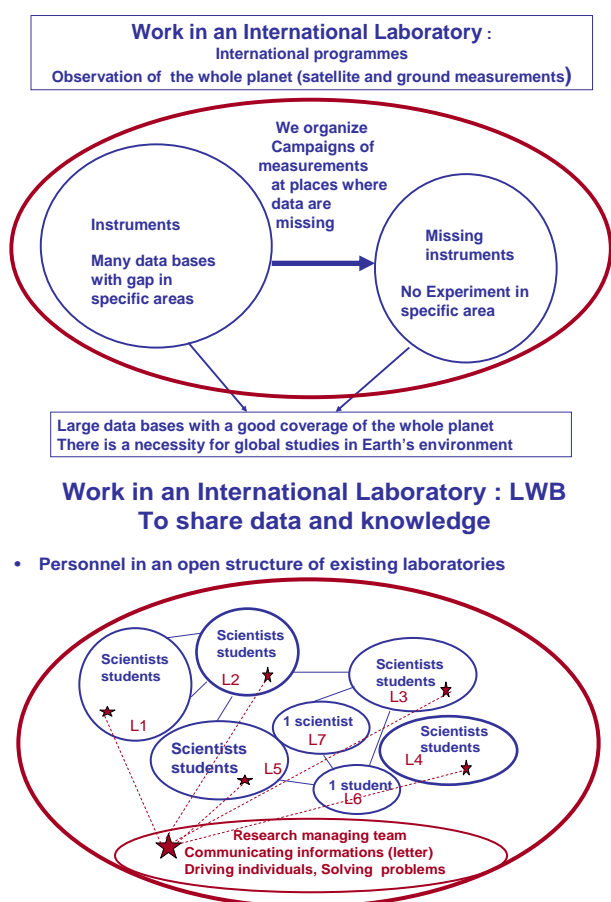 Work in an International Laboratory :
International programmes
Observation of the whole planet (satellite and ground measurements)
We organize
Campaigns of
measurements
at places where
data are
missing
Instruments
Many data bases
with gap in
specific areas
Missing
instruments
No Experiment in
specific area
Large data bases with a good coverage of the whole planet
There is a necessity for global studies in Earth's environment
Work in an International Laboratory : LWB
To share data and knowledge
• Personnel in an open structure of existing laboratories
Scientists
students
L1
Scientists
students
L2
Scientists
students
L3
Scientists
students
L4
Scientists
students
L5
1 scientist
L7
1 student
L6
Research managing team
Communicating informations (letter)
Driving individuals, Solving problems